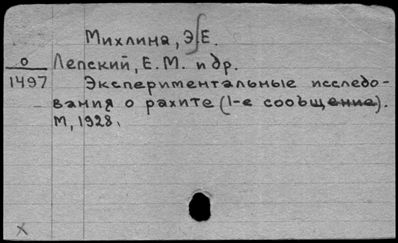 Михлина, Э.Е.
о Лепский, Е.М. и др.
1497 Экспериментальные исследо-
вания о рахите (1-е сообщение).
М, 1928.
x